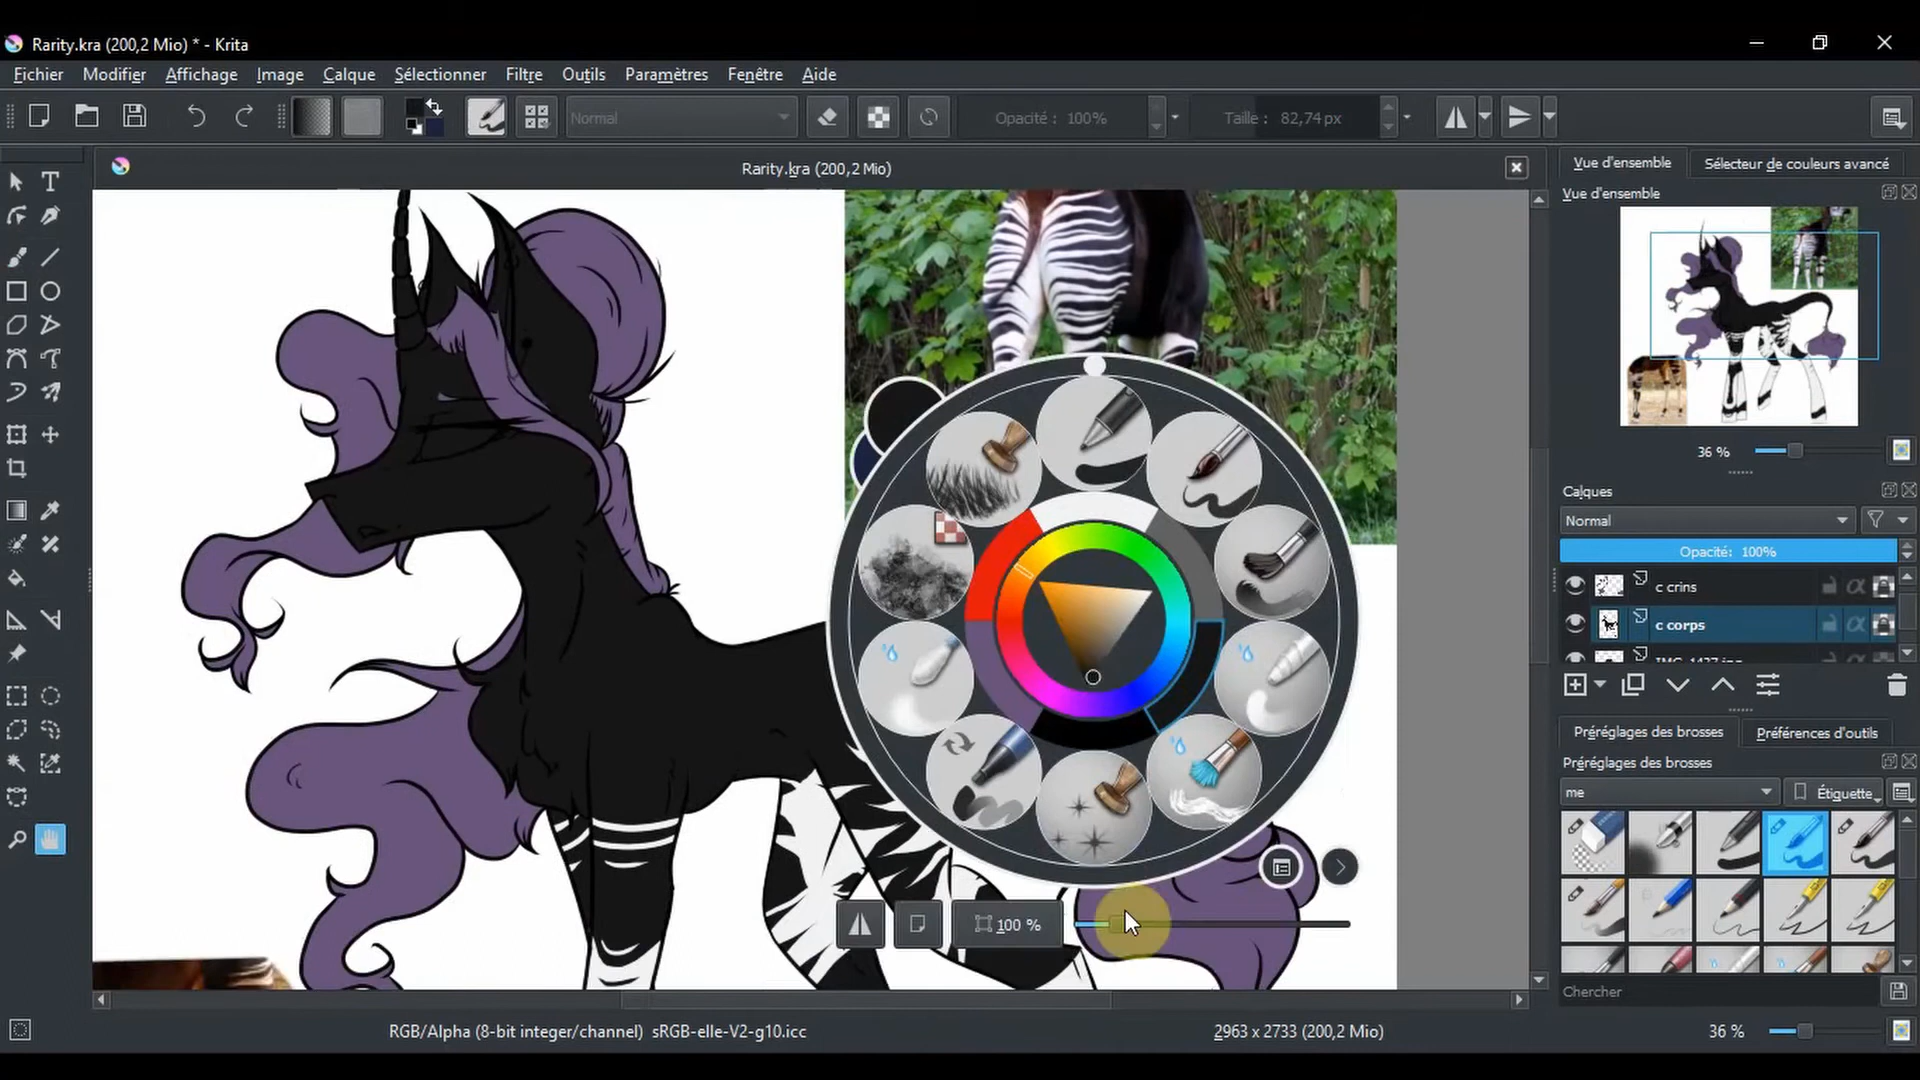 Rarity.kra (200,2 Mio) * - Krita
Fichier Modifier Affichage Image Calque Sélectionner Filtre Outils Paramètres Fenêtre Aide
Normal
Opacité : 100%
Taille : 82,74 px
Rarity.kra (200,2 Mio)
Vue d'ensemble
Sélecteur de couleurs avancé
Vue d'ensemble
36 %
Calques
Normal
Opacité: 100%
c crins
c corps
Préréglages des brosses
Préférences d'outils
Préréglages des brosses
me
Étiquette
100 %
Chercher
RGB/Alpha (8-bit integer/channel) sRGB-elle-V2-g10.icc
2963 x 2733 (200,2 Mio)
36 %